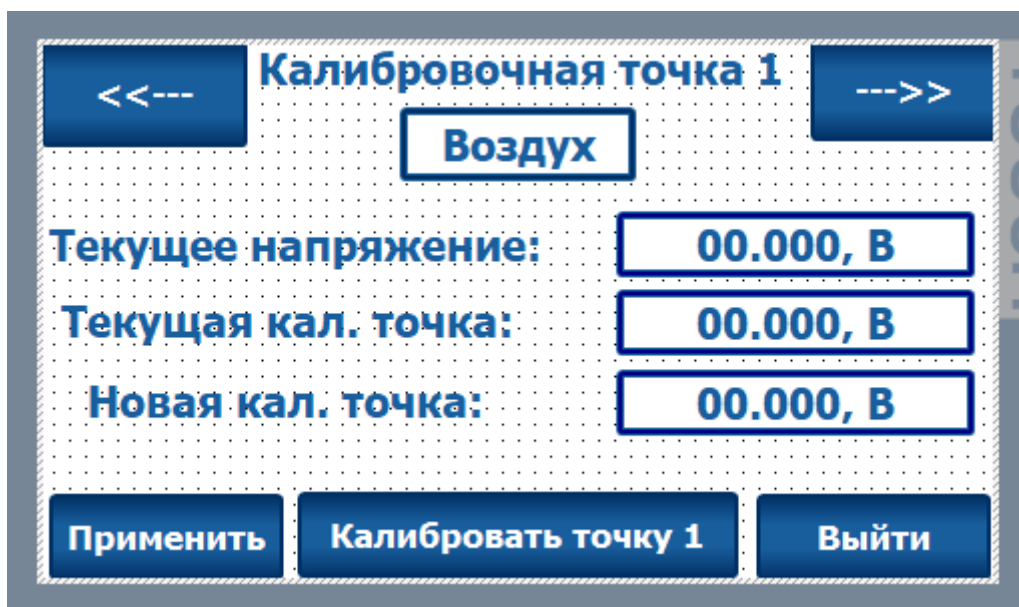 <<--- Калибровочная точка 1 --->>
Воздух
Текущее напряжение: 00.000, В
Текущая кал. точка: 00.000, В
Новая кал. точка: 00.000, В
Применить Калибровать точку 1 Выйти